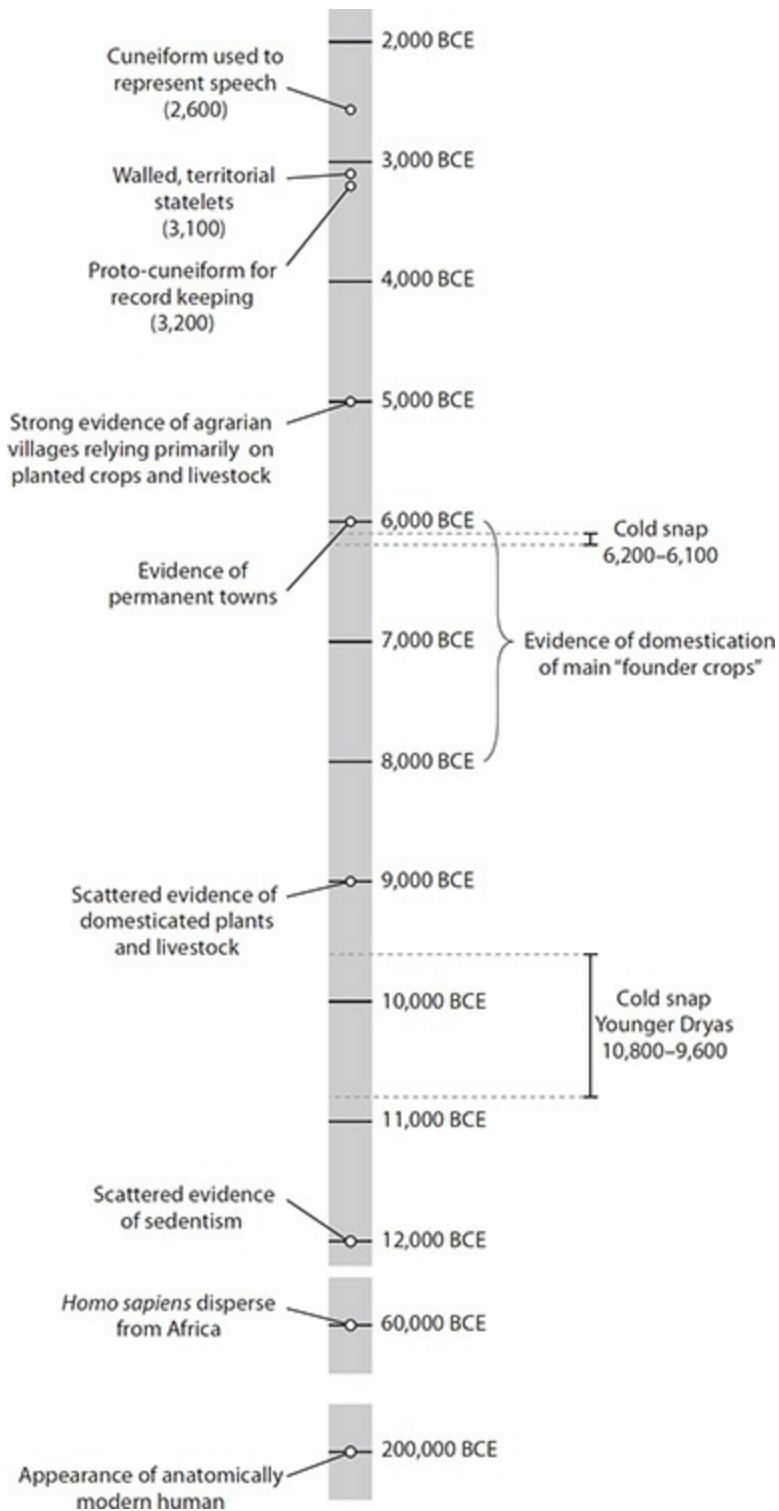 2,000 BCE
Cuneiform used to
represent speech
(2,600)
3,000 BCE
Walled, territorial
statelets
(3,100)
Proto-cuneiform for
record keeping
(3,200)
4,000 BCE
5,000 BCE
Strong evidence of agrarian
villages relying primarily on
planted crops and livestock
6,000 BCE
Cold snap
6,200–6,100
Evidence of
permanent towns
7,000 BCE
Evidence of domestication
of main "founder crops"
8,000 BCE
9,000 BCE
Scattered evidence of
domesticated plants
and livestock
10,000 BCE
Cold snap
Younger Dryas
10,800–9,600
11,000 BCE
Scattered evidence
of sedentism
12,000 BCE
Homo sapiens disperse
from Africa
60,000 BCE
200,000 BCE
Appearance of anatomically
modern human